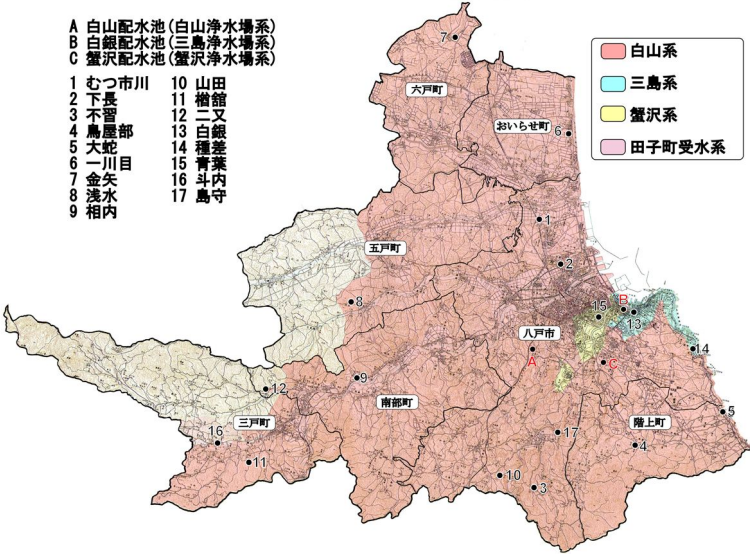 A 白山配水池(白山浄水場系)
B 白銀配水池(三島浄水場系)
C 蟹沢配水池(蟹沢浄水場系)
1 むつ市川
2 下長
3 不習
4 鳥屋部
5 大蛇
6 一川目
7 金矢
8 浅水
9 相内
10 山田
11 楢舘
12 二又
13 白銀
14 種差
15 青葉
16 斗内
17 島守
白山系
三島系
蟹沢系
田子町受水系
7
六戸町
おいらせ町
6
1
五戸町
2
8
15
B
13
八戸市
A
C
14
12
9
南部町
三戸町
16
11
5
階上町
17
4
10
3